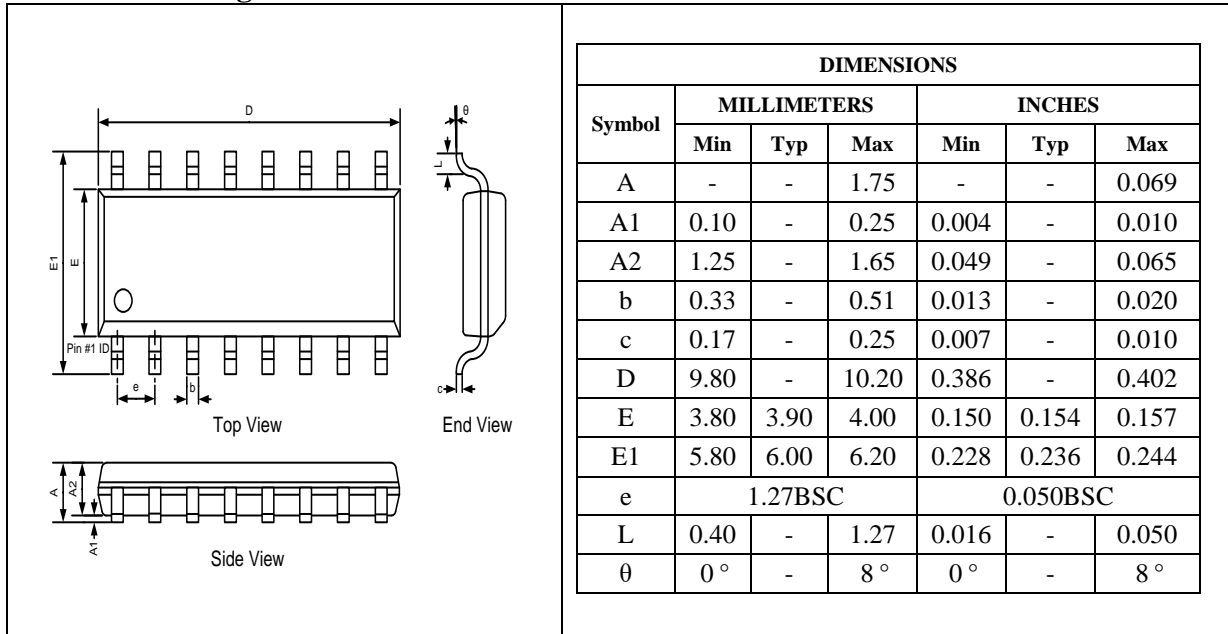 D
θ
L
E1
E
Pin #1 ID
e
b
c
Top View
End View
A
A2
A1
Side View
DIMENSIONS
Symbol MILLIMETERS INCHES
Min Typ Max Min Typ Max
A - - 1.75 - - 0.069
A1 0.10 - 0.25 0.004 - 0.010
A2 1.25 - 1.65 0.049 - 0.065
b 0.33 - 0.51 0.013 - 0.020
c 0.17 - 0.25 0.007 - 0.010
D 9.80 - 10.20 0.386 - 0.402
E 3.80 3.90 4.00 0.150 0.154 0.157
E1 5.80 6.00 6.20 0.228 0.236 0.244
e 1.27BSC 0.050BSC
L 0.40 - 1.27 0.016 - 0.050
θ 0 ° - 8 ° 0 ° - 8 °